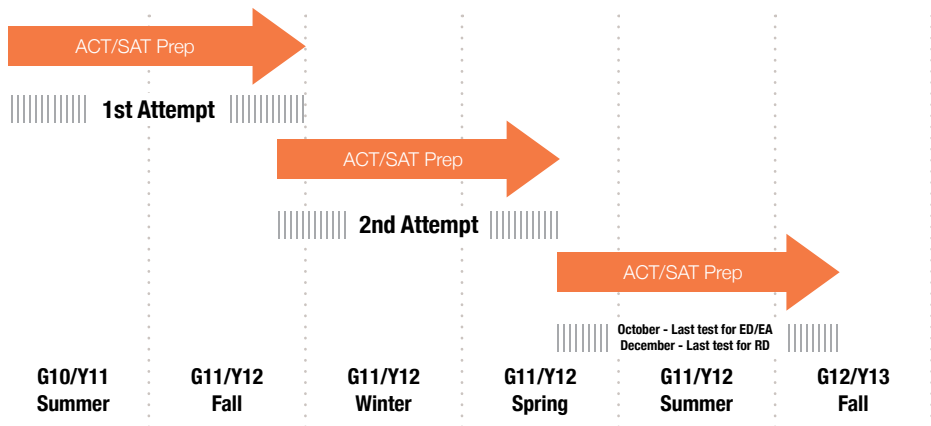 ACT/SAT Prep
1st Attempt
ACT/SAT Prep
2nd Attempt
ACT/SAT Prep
October - Last test for ED/EA
December - Last test for RD
G10/Y11
Summer
G11/Y12
Fall
G11/Y12
Winter
G11/Y12
Spring
G11/Y12
Summer
G12/Y13
Fall